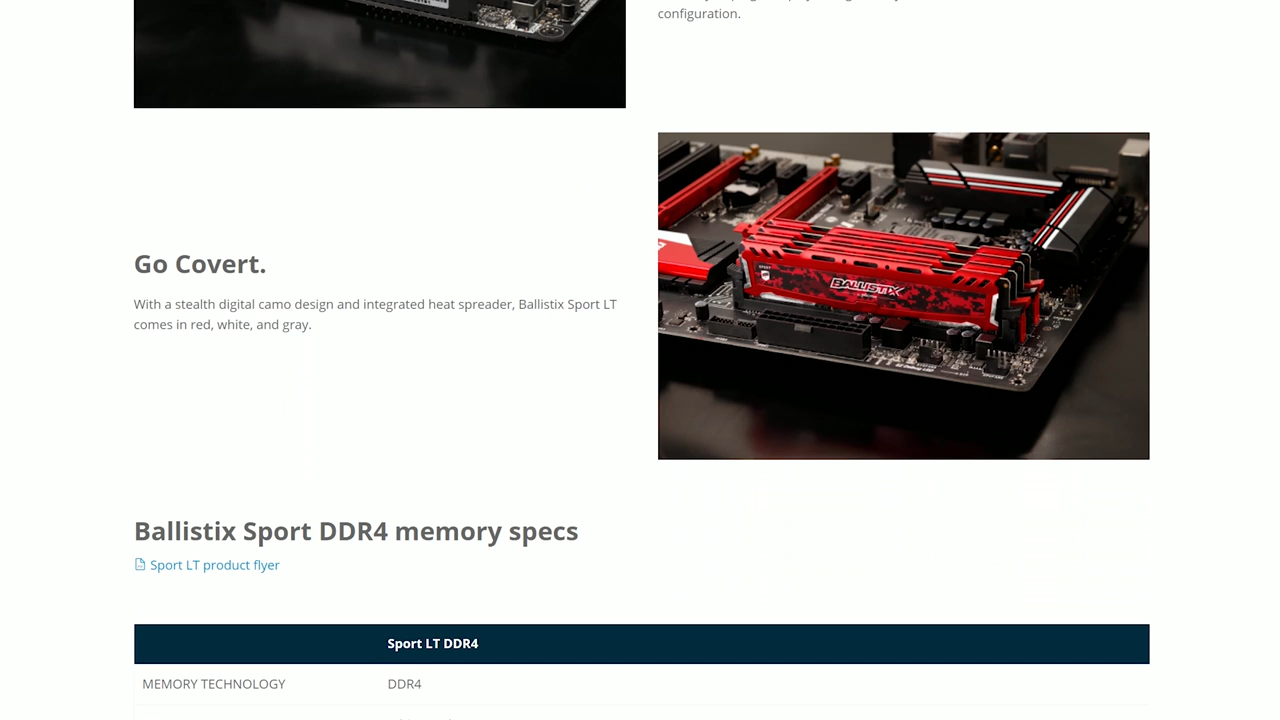 configuration.
Go Covert.
With a stealth digital camo design and integrated heat spreader, Ballistix Sport LT
comes in red, white, and gray.
BALLISTIX
Ballistix Sport DDR4 memory specs
Sport LT product flyer
Sport LT DDR4
MEMORY TECHNOLOGY DDR4